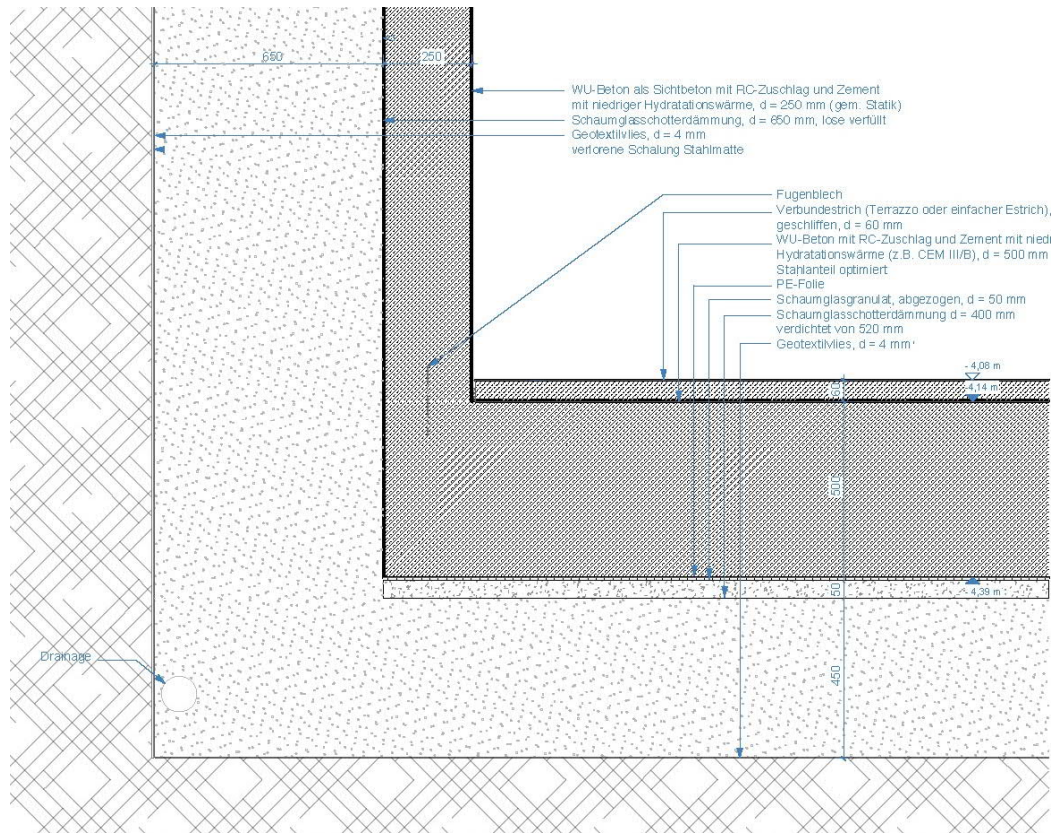 650
250
WU-Beton als Sichtbeton mit RC-Zuschlag und Zement
mit niedriger Hydratationswärme, d = 250 mm (gem. Statik)
Schaumglasschotterdämmung, d = 650 mm, lose verfüllt
Geotextilvlies, d = 4 mm
verlorene Schalung Stahlmatte
Fugenblech
Verbundestrich (Terrazzo oder einfacher Estrich),
geschliffen, d = 60 mm
WU-Beton mit RC-Zuschlag und Zement mit niedr
Hydratationswärme (z.B. CEM III/B), d = 500 mm
Stahlanteil optimiert
PE-Folie
Schaumglasgranulat, abgezogen, d = 50 mm
Schaumglasschotterdämmung d = 400 mm
verdichtet von 520 mm
Geotextilvlies, d = 4 mm
- 4,08 m
-4,14 m
60
500
50
- 4,39 m
Drainage
450